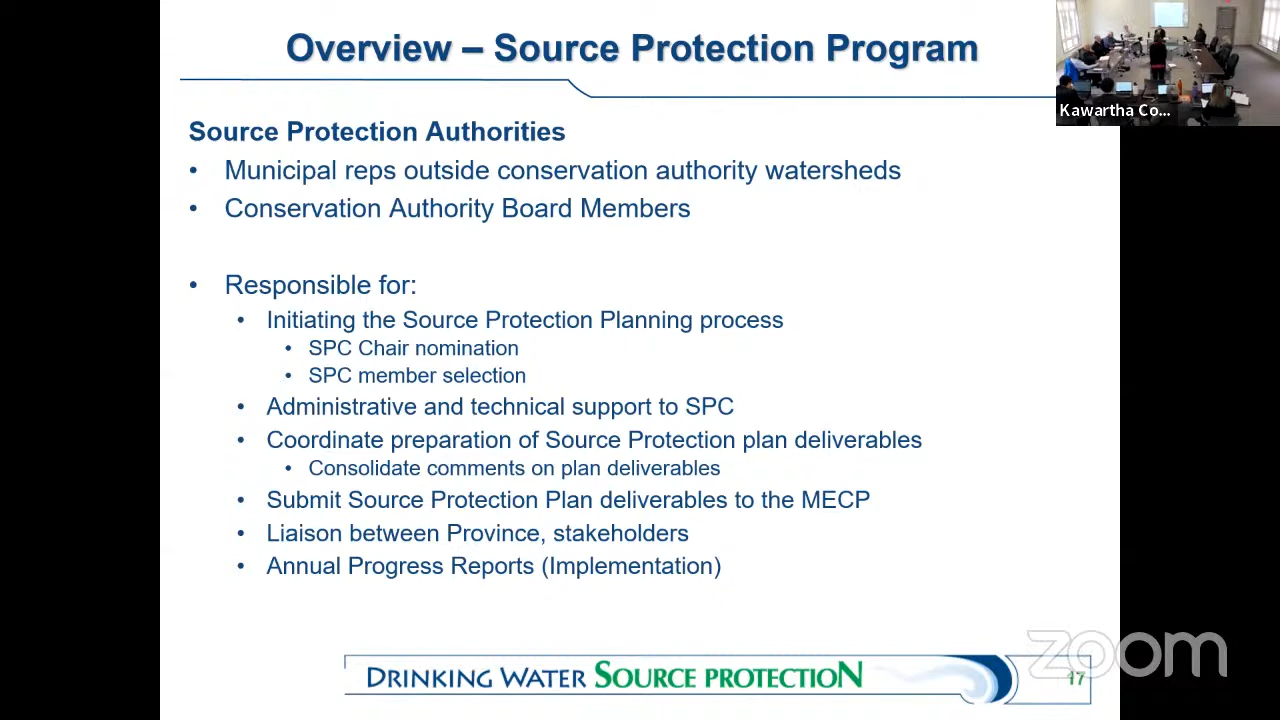 Overview – Source Protection Program
Kawartha Co...
Source Protection Authorities
• Municipal reps outside conservation authority watersheds
• Conservation Authority Board Members
• Responsible for:
• Initiating the Source Protection Planning process
• SPC Chair nomination
• SPC member selection
• Administrative and technical support to SPC
• Coordinate preparation of Source Protection plan deliverables
• Consolidate comments on plan deliverables
• Submit Source Protection Plan deliverables to the MECP
• Liaison between Province, stakeholders
• Annual Progress Reports (Implementation)
DRINKING WATER SOURCE PROTECTION
zoom
17